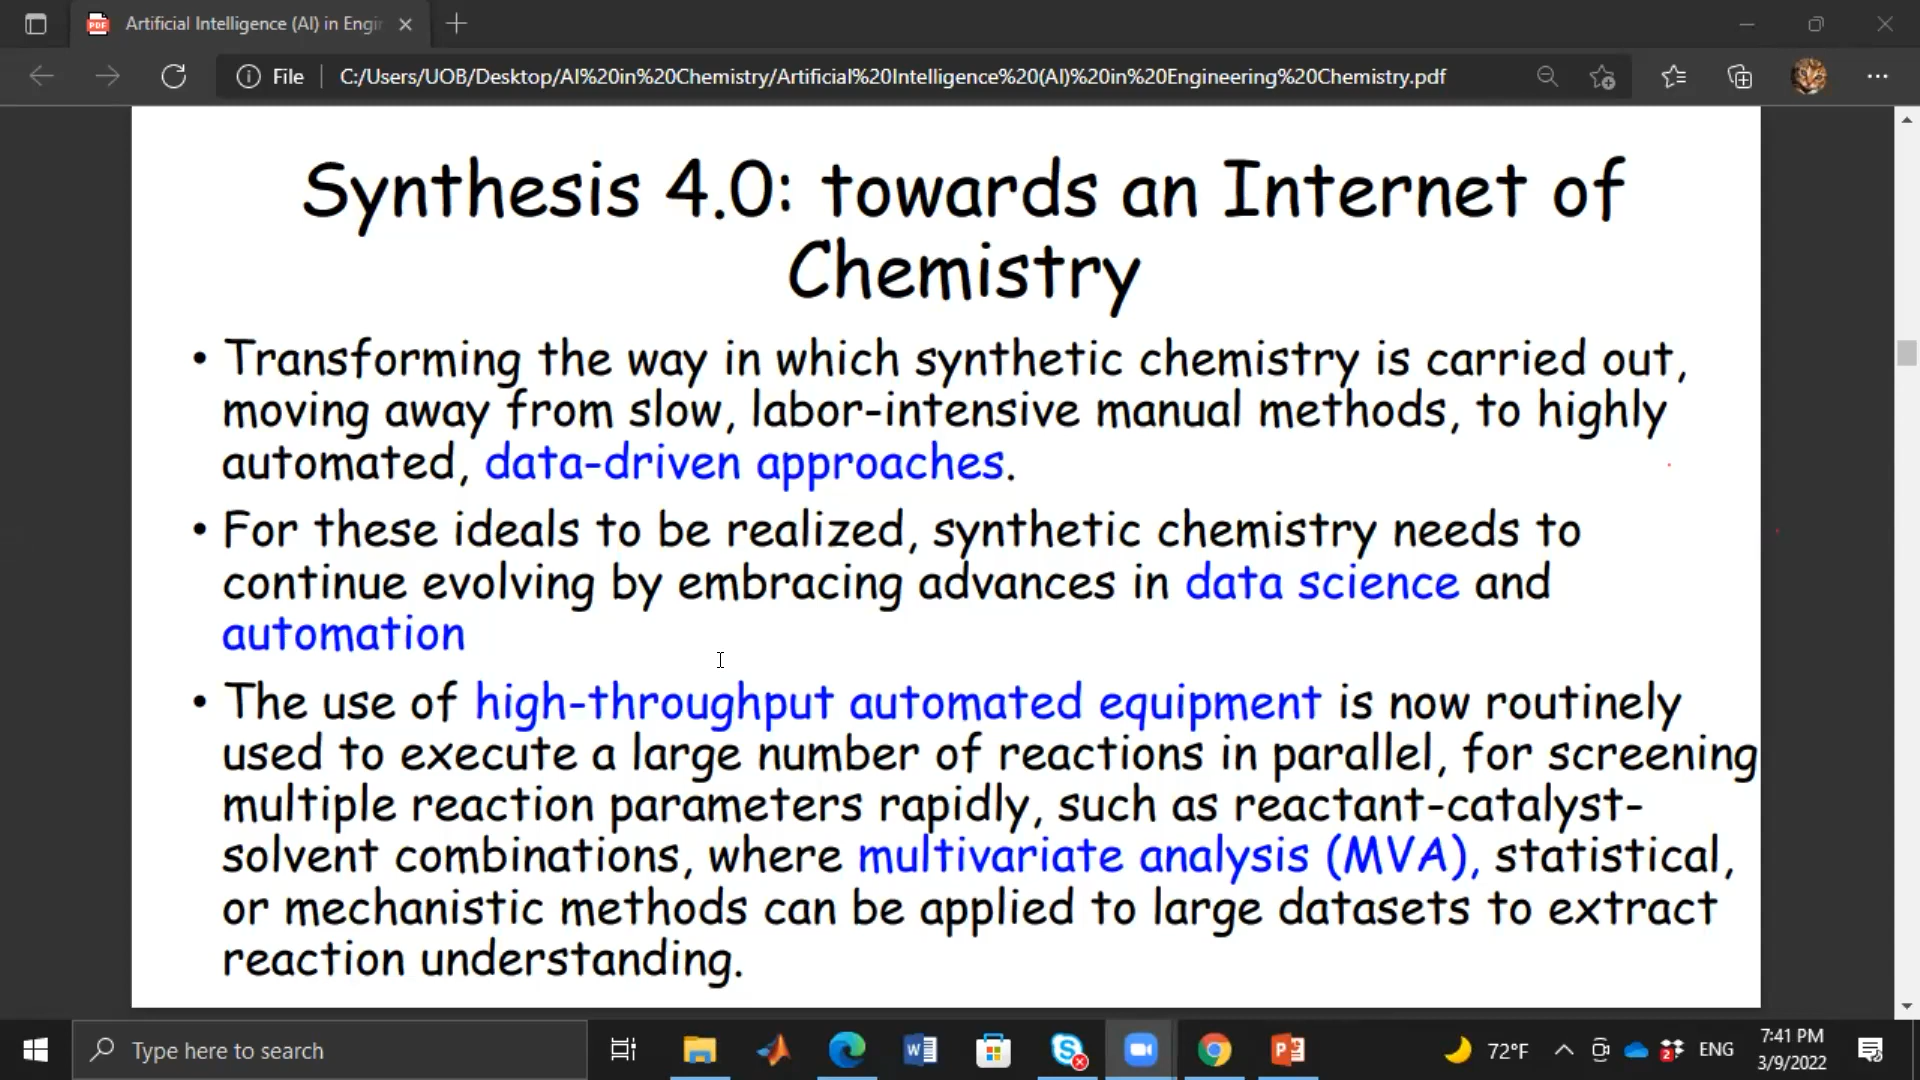 Artificial Intelligence (AI) in Engin
File
C:/Users/UOB/Desktop/AI%20in%20Chemistry/Artificial%20Intelligence%20(AI)%20in%20Engineering%20Chemistry.pdf
Synthesis 4.0: towards an Internet of
Chemistry
• Transforming the way in which synthetic chemistry is carried out,
moving away from slow, labor-intensive manual methods, to highly
automated, data-driven approaches.
• For these ideals to be realized, synthetic chemistry needs to
continue evolving by embracing advances in data science and
automation
• The use of high-throughput automated equipment is now routinely
used to execute a large number of reactions in parallel, for screening
multiple reaction parameters rapidly, such as reactant-catalyst-
solvent combinations, where multivariate analysis (MVA), statistical,
or mechanistic methods can be applied to large datasets to extract
reaction understanding.
Type here to search
72°F
ENG
7:41 PM
3/9/2022